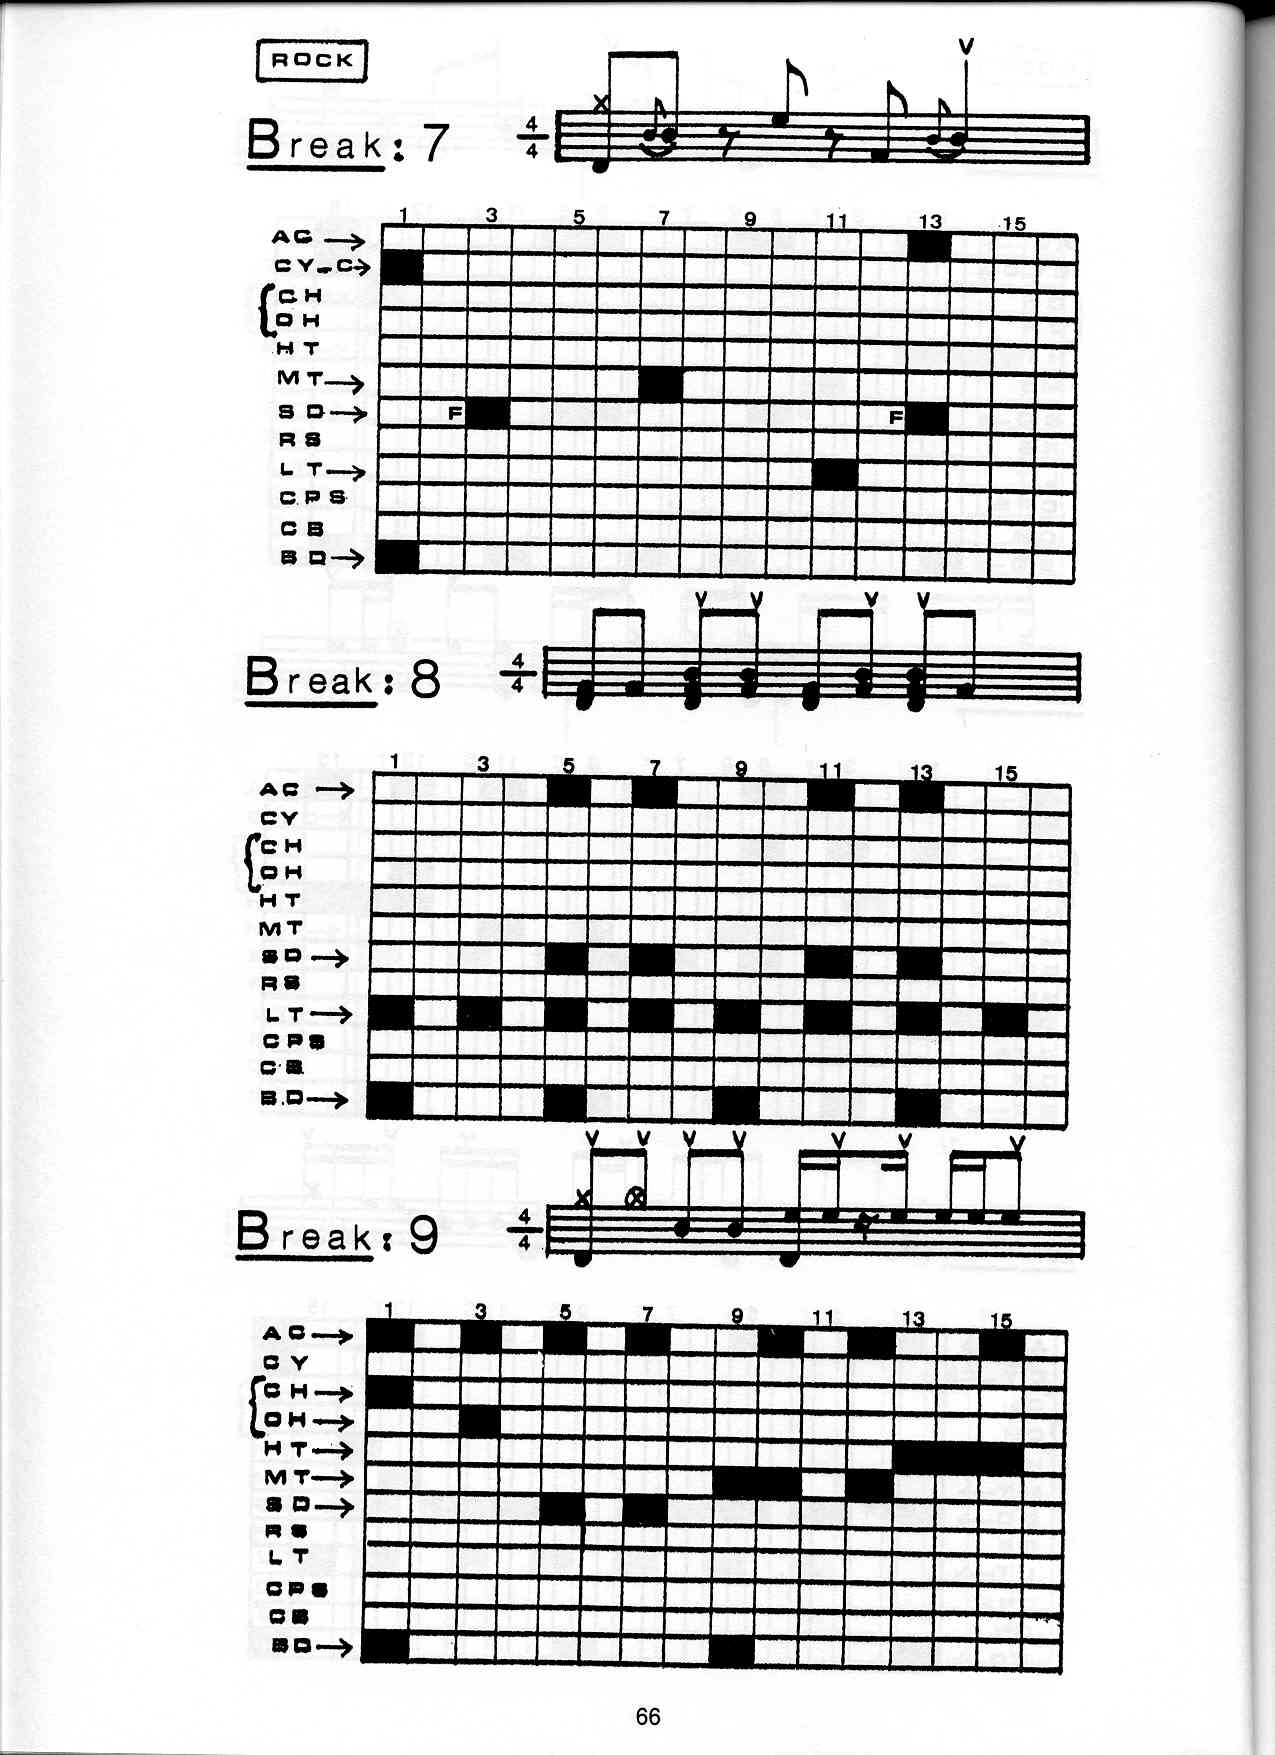 ROCK
Break: 7
4
4
V
1 3 5 7 9 11 13 15
AC →
CY-C→
CH
OH
HT
MT →
F
F
SD →
RS
LT →
CPS
CB
BD →
V V V V
Break: 8
4
4
1 3 5 7 9 11 13 15
AC →
CY
CH
OH
HT
MT
SD →
RS
LT →
CPS
CB
B.D →
V V V V V V V
Break: 9
4
4
1 3 5 7 9 11 13 15
AC →
CY
CH →
OH →
HT →
MT →
SD →
RS
LT
CPS
CB
BD →
66